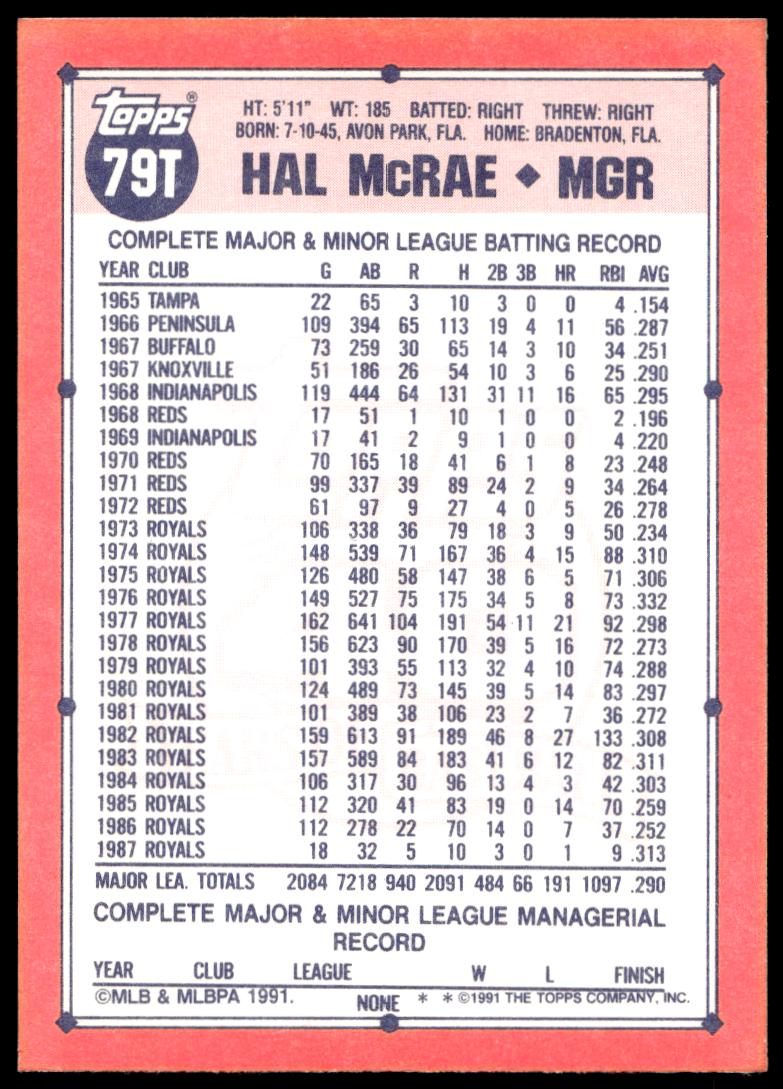 Topps®
79T
HT: 5'11" WT: 185 BATTED: RIGHT THREW: RIGHT
BORN: 7-10-45, AVON PARK, FLA. HOME: BRADENTON, FLA.
HAL McRAE ◆ MGR
COMPLETE MAJOR & MINOR LEAGUE BATTING RECORD
YEAR CLUB G AB R H 2B 3B HR RBI AVG
1965 TAMPA 22 65 3 10 3 0 0 4 .154
1966 PENINSULA 109 394 65 113 19 4 11 56 .287
1967 BUFFALO 73 259 30 65 14 3 10 34 .251
1967 KNOXVILLE 51 186 26 54 10 3 6 25 .290
1968 INDIANAPOLIS 119 444 64 131 31 11 16 65 .295
1968 REDS 17 51 1 10 1 0 0 2 .196
1969 INDIANAPOLIS 17 41 2 9 1 0 0 4 .220
1970 REDS 70 165 18 41 6 1 8 23 .248
1971 REDS 99 337 39 89 24 2 9 34 .264
1972 REDS 61 97 9 27 4 0 5 26 .278
1973 ROYALS 106 338 36 79 18 3 9 50 .234
1974 ROYALS 148 539 71 167 36 4 15 88 .310
1975 ROYALS 126 480 58 147 38 6 5 71 .306
1976 ROYALS 149 527 75 175 34 5 8 73 .332
1977 ROYALS 162 641 104 191 54 11 21 92 .298
1978 ROYALS 156 623 90 170 39 5 16 72 .273
1979 ROYALS 101 393 55 113 32 4 10 74 .288
1980 ROYALS 124 489 73 145 39 5 14 83 .297
1981 ROYALS 101 389 38 106 23 2 7 36 .272
1982 ROYALS 159 613 91 189 46 8 27 133 .308
1983 ROYALS 157 589 84 183 41 6 12 82 .311
1984 ROYALS 106 317 30 96 13 4 3 42 .303
1985 ROYALS 112 320 41 83 19 0 14 70 .259
1986 ROYALS 112 278 22 70 14 0 7 37 .252
1987 ROYALS 18 32 5 10 3 0 1 9 .313
MAJOR LEA. TOTALS 2084 7218 940 2091 484 66 191 1097 .290
COMPLETE MAJOR & MINOR LEAGUE MANAGERIAL
RECORD
YEAR CLUB LEAGUE W L FINISH
©MLB & MLBPA 1991. NONE * * ©1991 THE TOPPS COMPANY, INC.